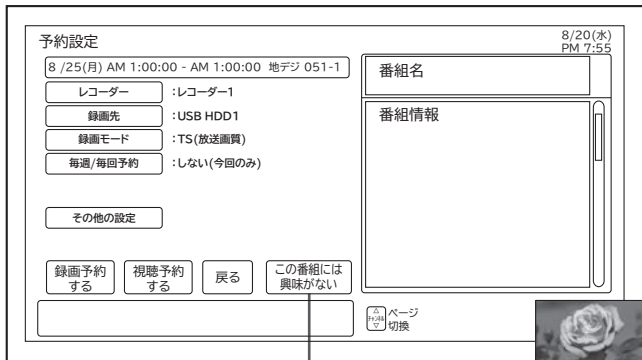 予約設定
8/20(水)
PM 7:55
8 /25(月) AM 1:00:00 - AM 1:00:00 地デジ 051-1
レコーダー :レコーダー1
録画先 :USB HDD1
録画モード :TS(放送画質)
毎週/毎回予約 :しない(今回のみ)
その他の設定
録画予約
する
視聴予約
する
戻る
この番組には
興味がない
番組名
番組情報
チャンネル
ページ
切換